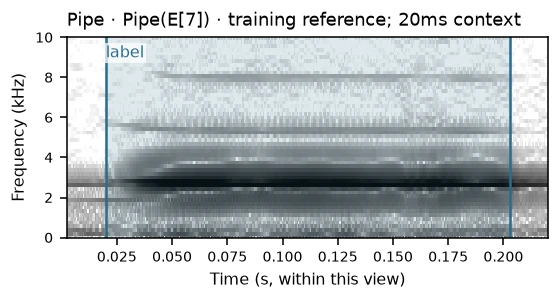 Pipe · Pipe(E[7]) · training reference; 20ms context
label
10
8
6
4
2
0
Frequency (kHz)
0.025 0.050 0.075 0.100 0.125 0.150 0.175 0.200
Time (s, within this view)